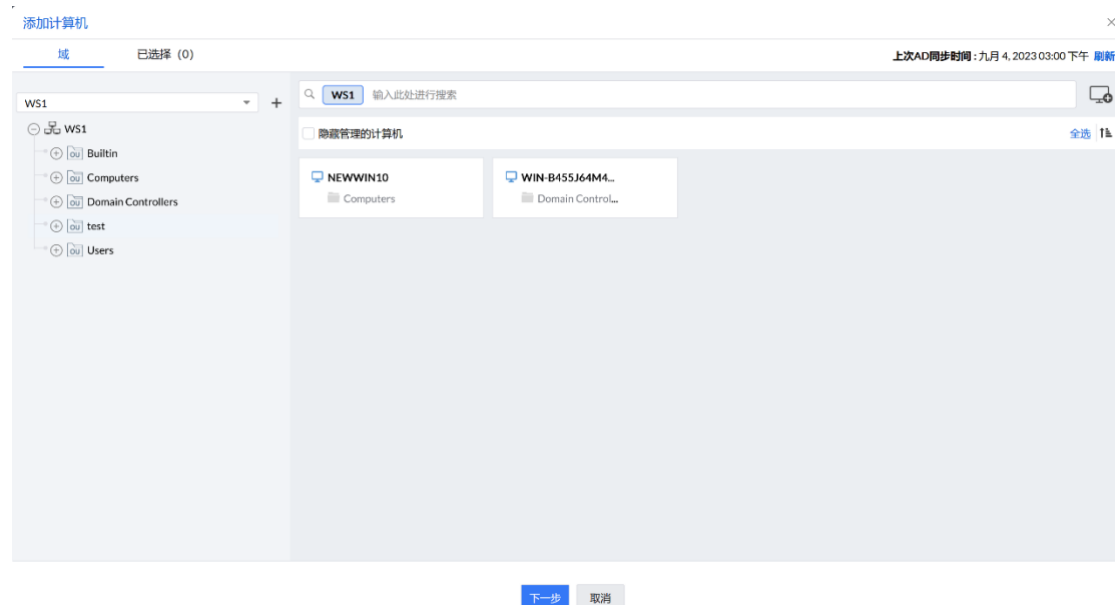 添加计算机
域 已选择 (0) 上次AD同步时间 : 九月 4, 2023 03:00 下午 刷新
WS1
WS1 输入此处进行搜索
WS1
隐藏管理的计算机 全选
Builtin
Computers
Domain Controllers
test
Users
NEWWIN10
Computers
WIN-B455J64M4...
Domain Control...
下一步 取消